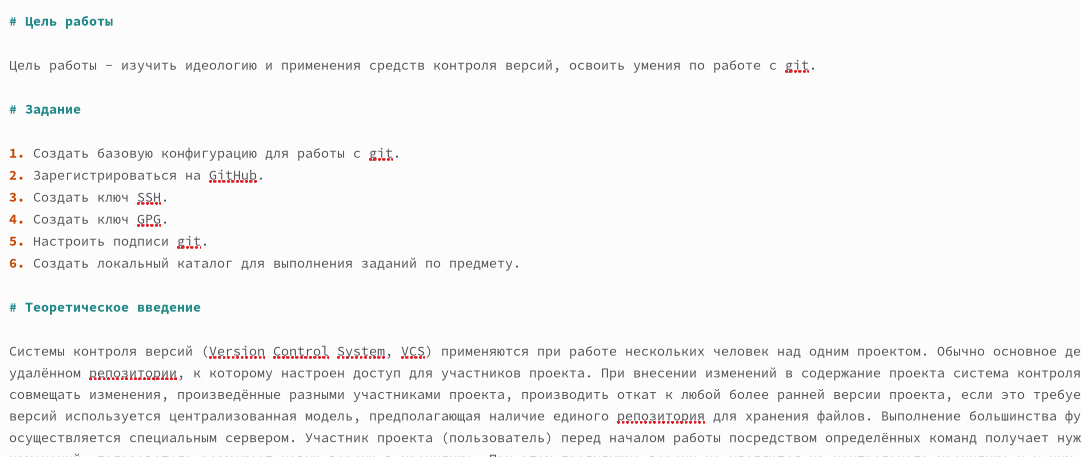 # Цель работы
Цель работы - изучить идеологию и применения средств контроля версий, освоить умения по работе с git.
# Задание
1. Создать базовую конфигурацию для работы с git.
2. Зарегистрироваться на GitHub.
3. Создать ключ SSH.
4. Создать ключ GPG.
5. Настроить подписи git.
6. Создать локальный каталог для выполнения заданий по предмету.
# Теоретическое введение
Системы контроля версий (Version Control System, VCS) применяются при работе нескольких человек над одним проектом. Обычно основное де
удалённом репозитории, к которому настроен доступ для участников проекта. При внесении изменений в содержание проекта система контроля
совмещать изменения, произведённые разными участниками проекта, производить откат к любой более ранней версии проекта, если это требуе
версий используется централизованная модель, предполагающая наличие единого репозитория для хранения файлов. Выполнение большинства фу
осуществляется специальным сервером. Участник проекта (пользователь) перед началом работы посредством определённых команд получает нуж